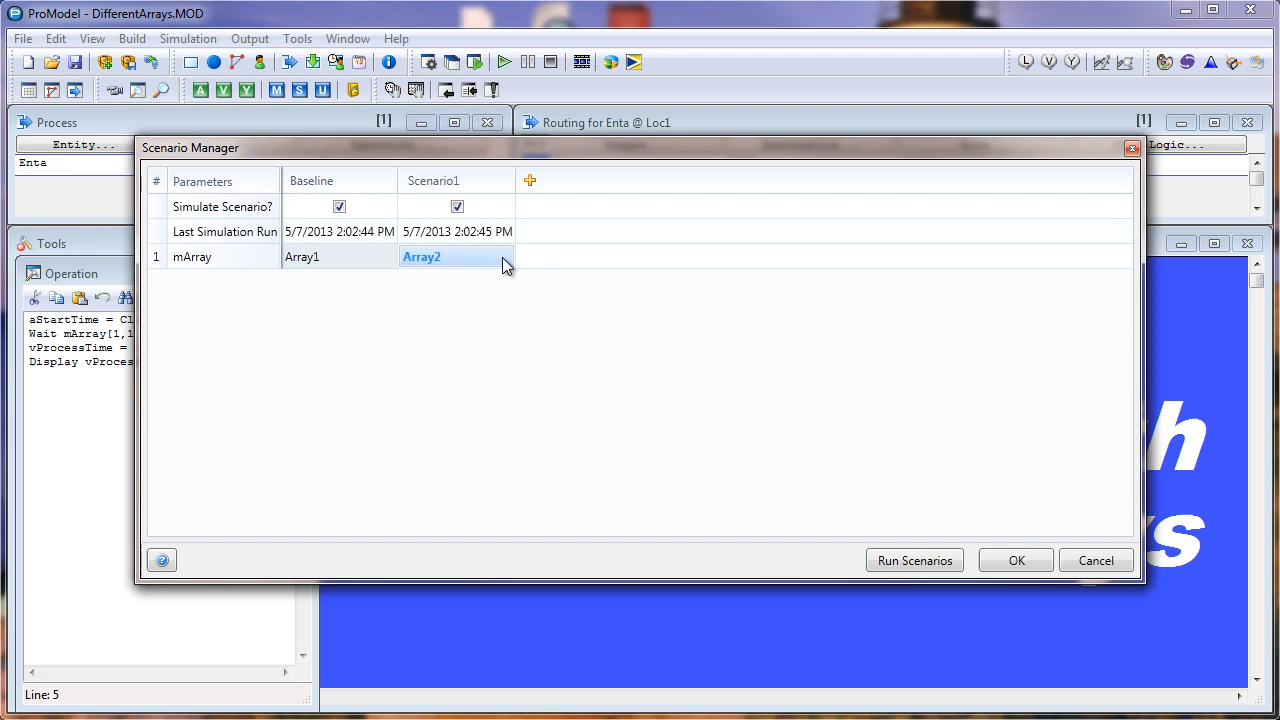 ProModel - DifferentArrays.MOD
File Edit View Build Simulation Output Tools Window Help
Process [1]
Routing for Enta @ Loc1 [1]
Entity...
Logic...
Enta
Scenario Manager
# Parameters Baseline Scenario1
Simulate Scenario?
Last Simulation Run 5/7/2013 2:02:44 PM 5/7/2013 2:02:45 PM
1 mArray Array1 Array2
Tools
Operation
aStartTime = Cl
Wait mArray[1,1
vProcessTime =
Display vProces
Run Scenarios OK Cancel
Line: 5